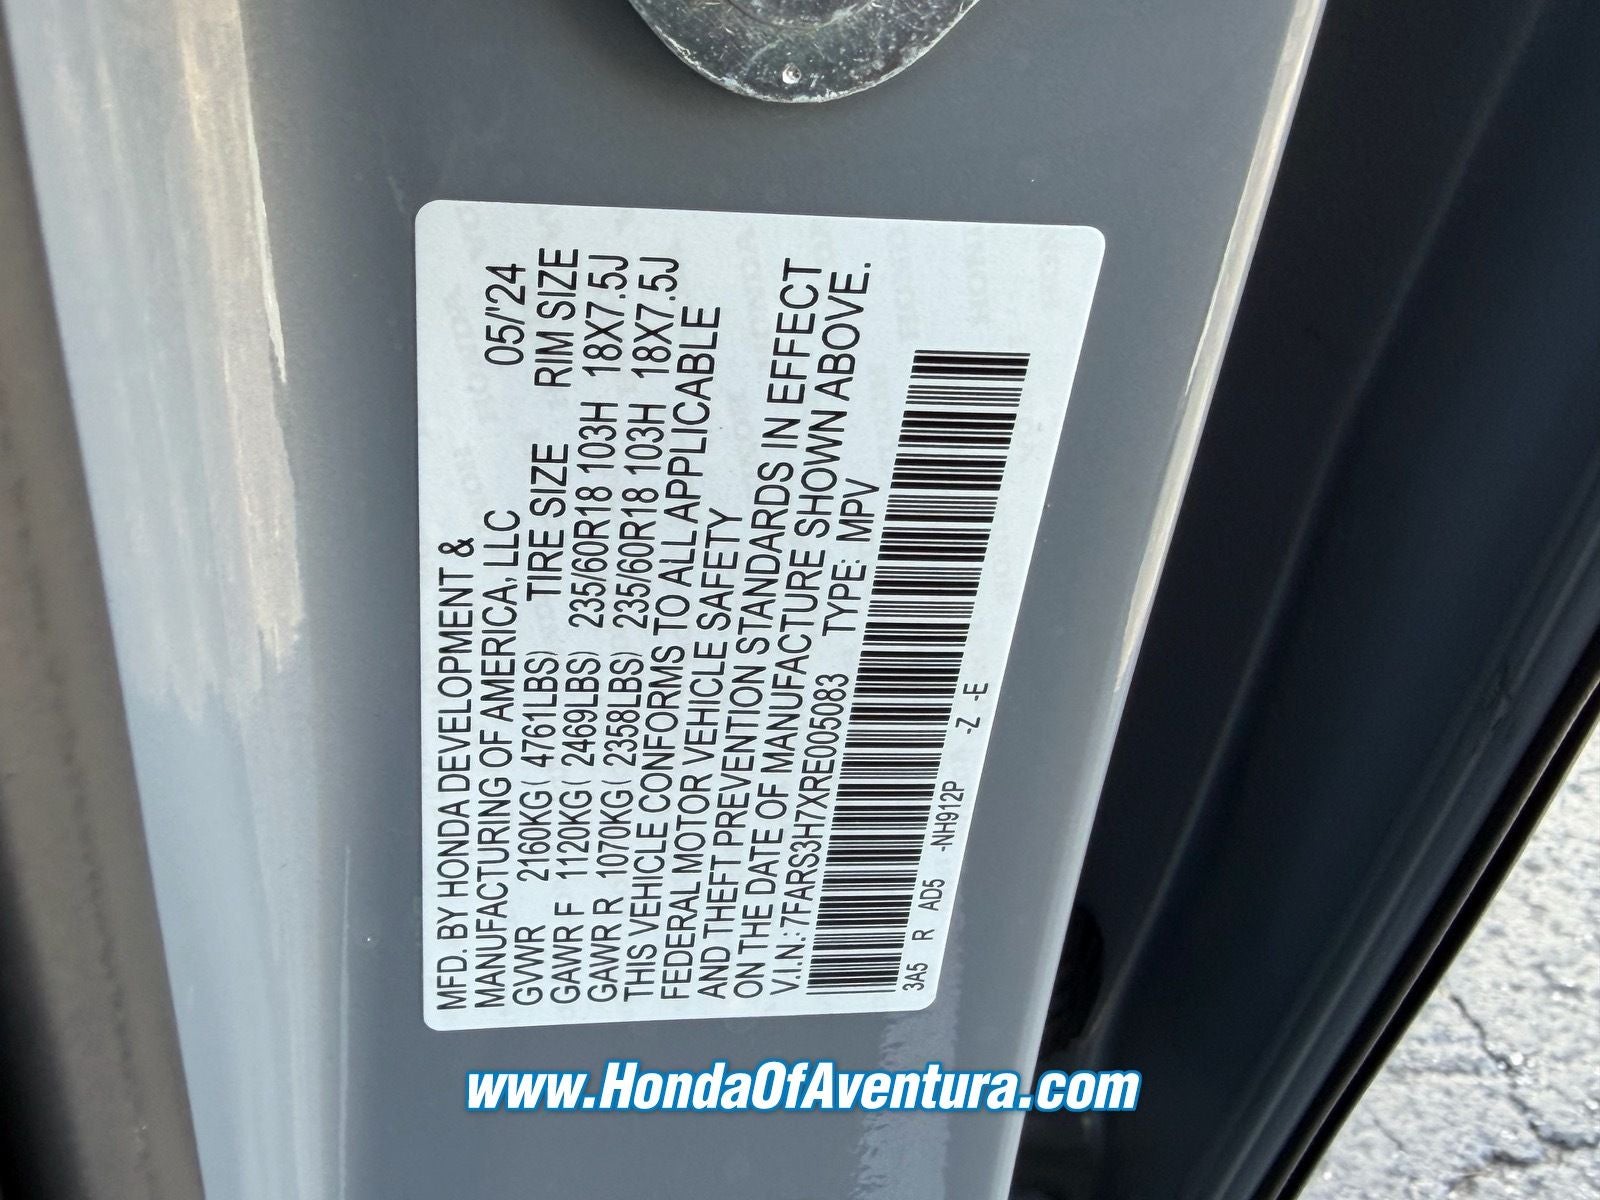 MFD. BY HONDA DEVELOPMENT &
MANUFACTURING OF AMERICA, LLC 05/'24
GVWR 2160KG( 4761LBS) TIRE SIZE RIM SIZE
GAWR F 1120KG( 2469LBS) 235/60R18 103H 18X7.5J
GAWR R 1070KG( 2358LBS) 235/60R18 103H 18X7.5J
THIS VEHICLE CONFORMS TO ALL APPLICABLE
FEDERAL MOTOR VEHICLE SAFETY
AND THEFT PREVENTION STANDARDS IN EFFECT
ON THE DATE OF MANUFACTURE SHOWN ABOVE.
V.I.N.: 7FARS3H7XRE005083 TYPE: MPV
3A5 R AD5 -NH912P -Z -E
www.HondaOfAventura.com